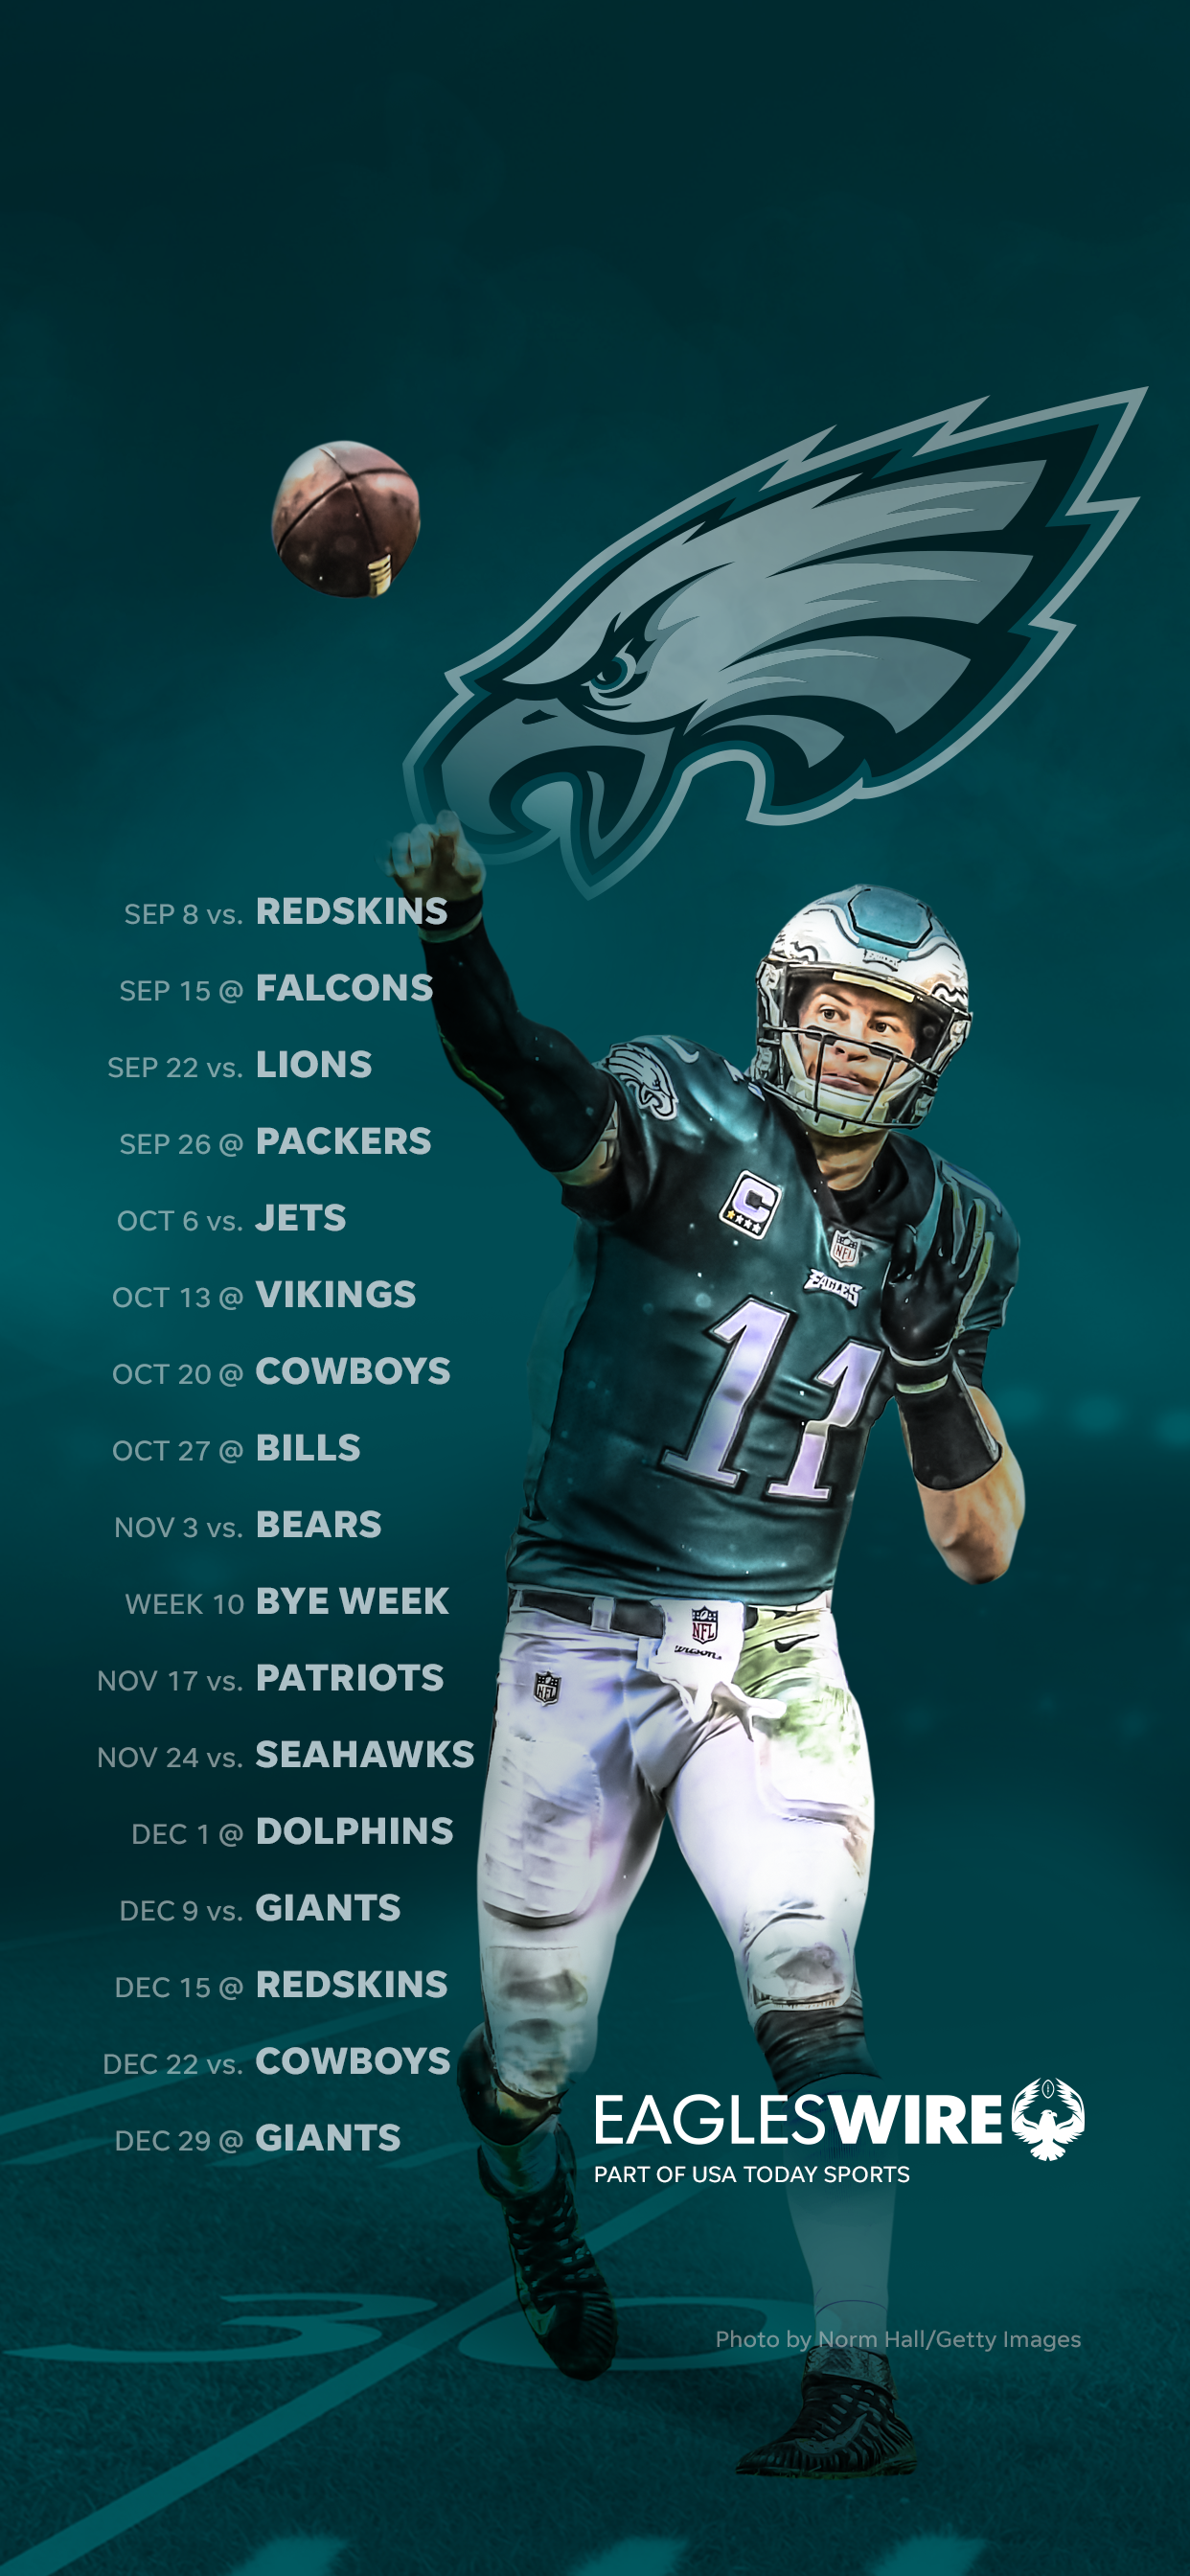 SEP 8 vs. REDSKINS
SEP 15 @ FALCONS
SEP 22 vs. LIONS
SEP 26 @ PACKERS
OCT 6 vs. JETS
OCT 13 @ VIKINGS
OCT 20 @ COWBOYS
OCT 27 @ BILLS
NOV 3 vs. BEARS
WEEK 10 BYE WEEK
NOV 17 vs. PATRIOTS
NOV 24 vs. SEAHAWKS
DEC 1 @ DOLPHINS
DEC 9 vs. GIANTS
DEC 15 @ REDSKINS
DEC 22 vs. COWBOYS
DEC 29 @ GIANTS
C
NFL
EAGLES
11
NFL
Wilson
NFL
EAGLESWIRE
PART OF USA TODAY SPORTS
30
Photo by Norm Hall/Getty Images